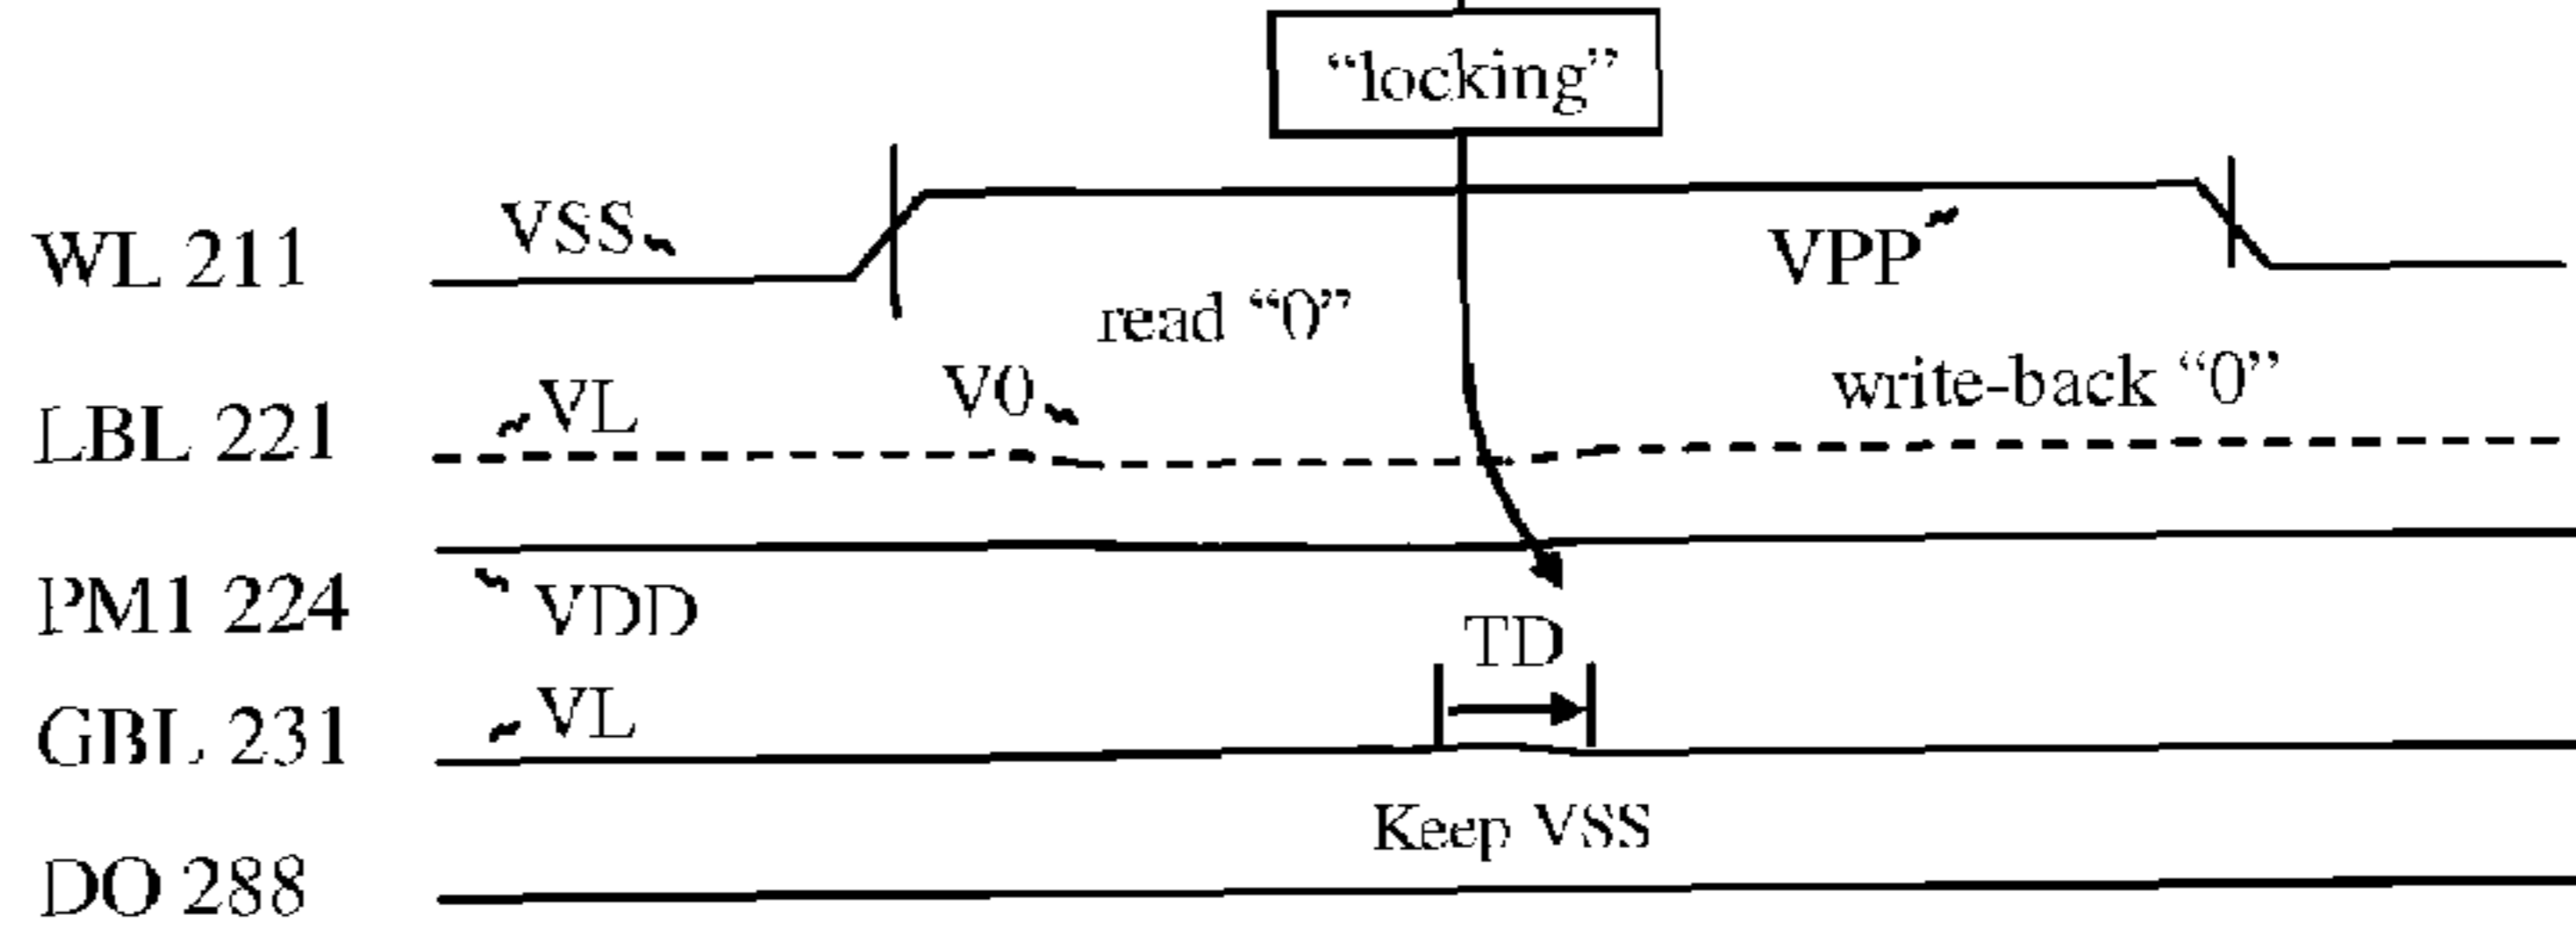 “locking”
WL 211
VSS
VPP
read “0”
LBL 221
VL
V0
write-back “0”
PM1 224
VDD
TD
GBL 231
VL
Keep VSS
DO 288